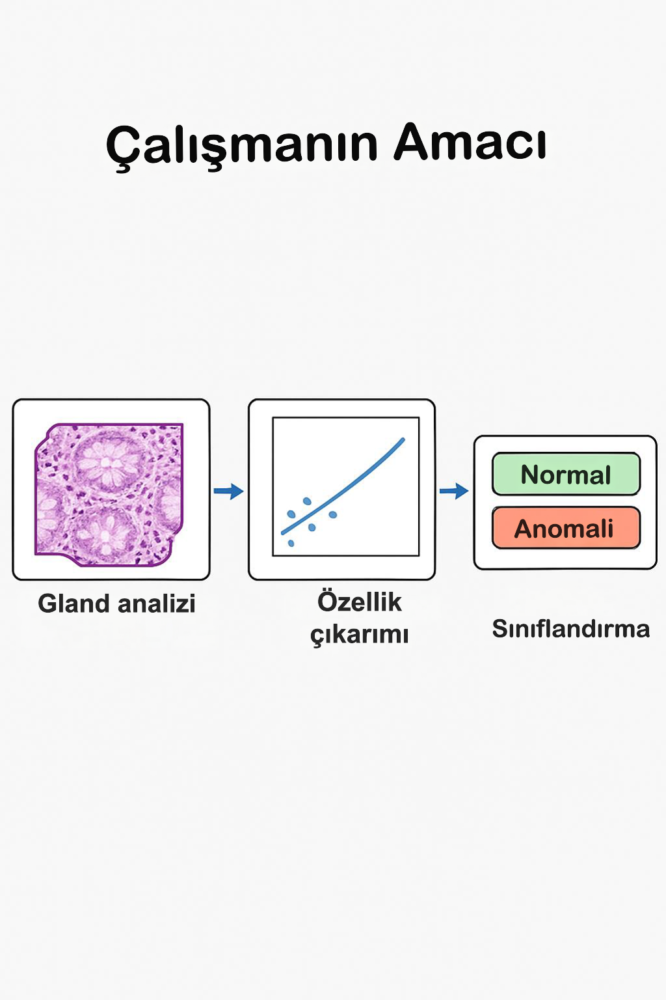 Çalışmanın Amacı
Normal
Anomali
Gland analizi
Özellik
çıkarımı
Sınıflandırma